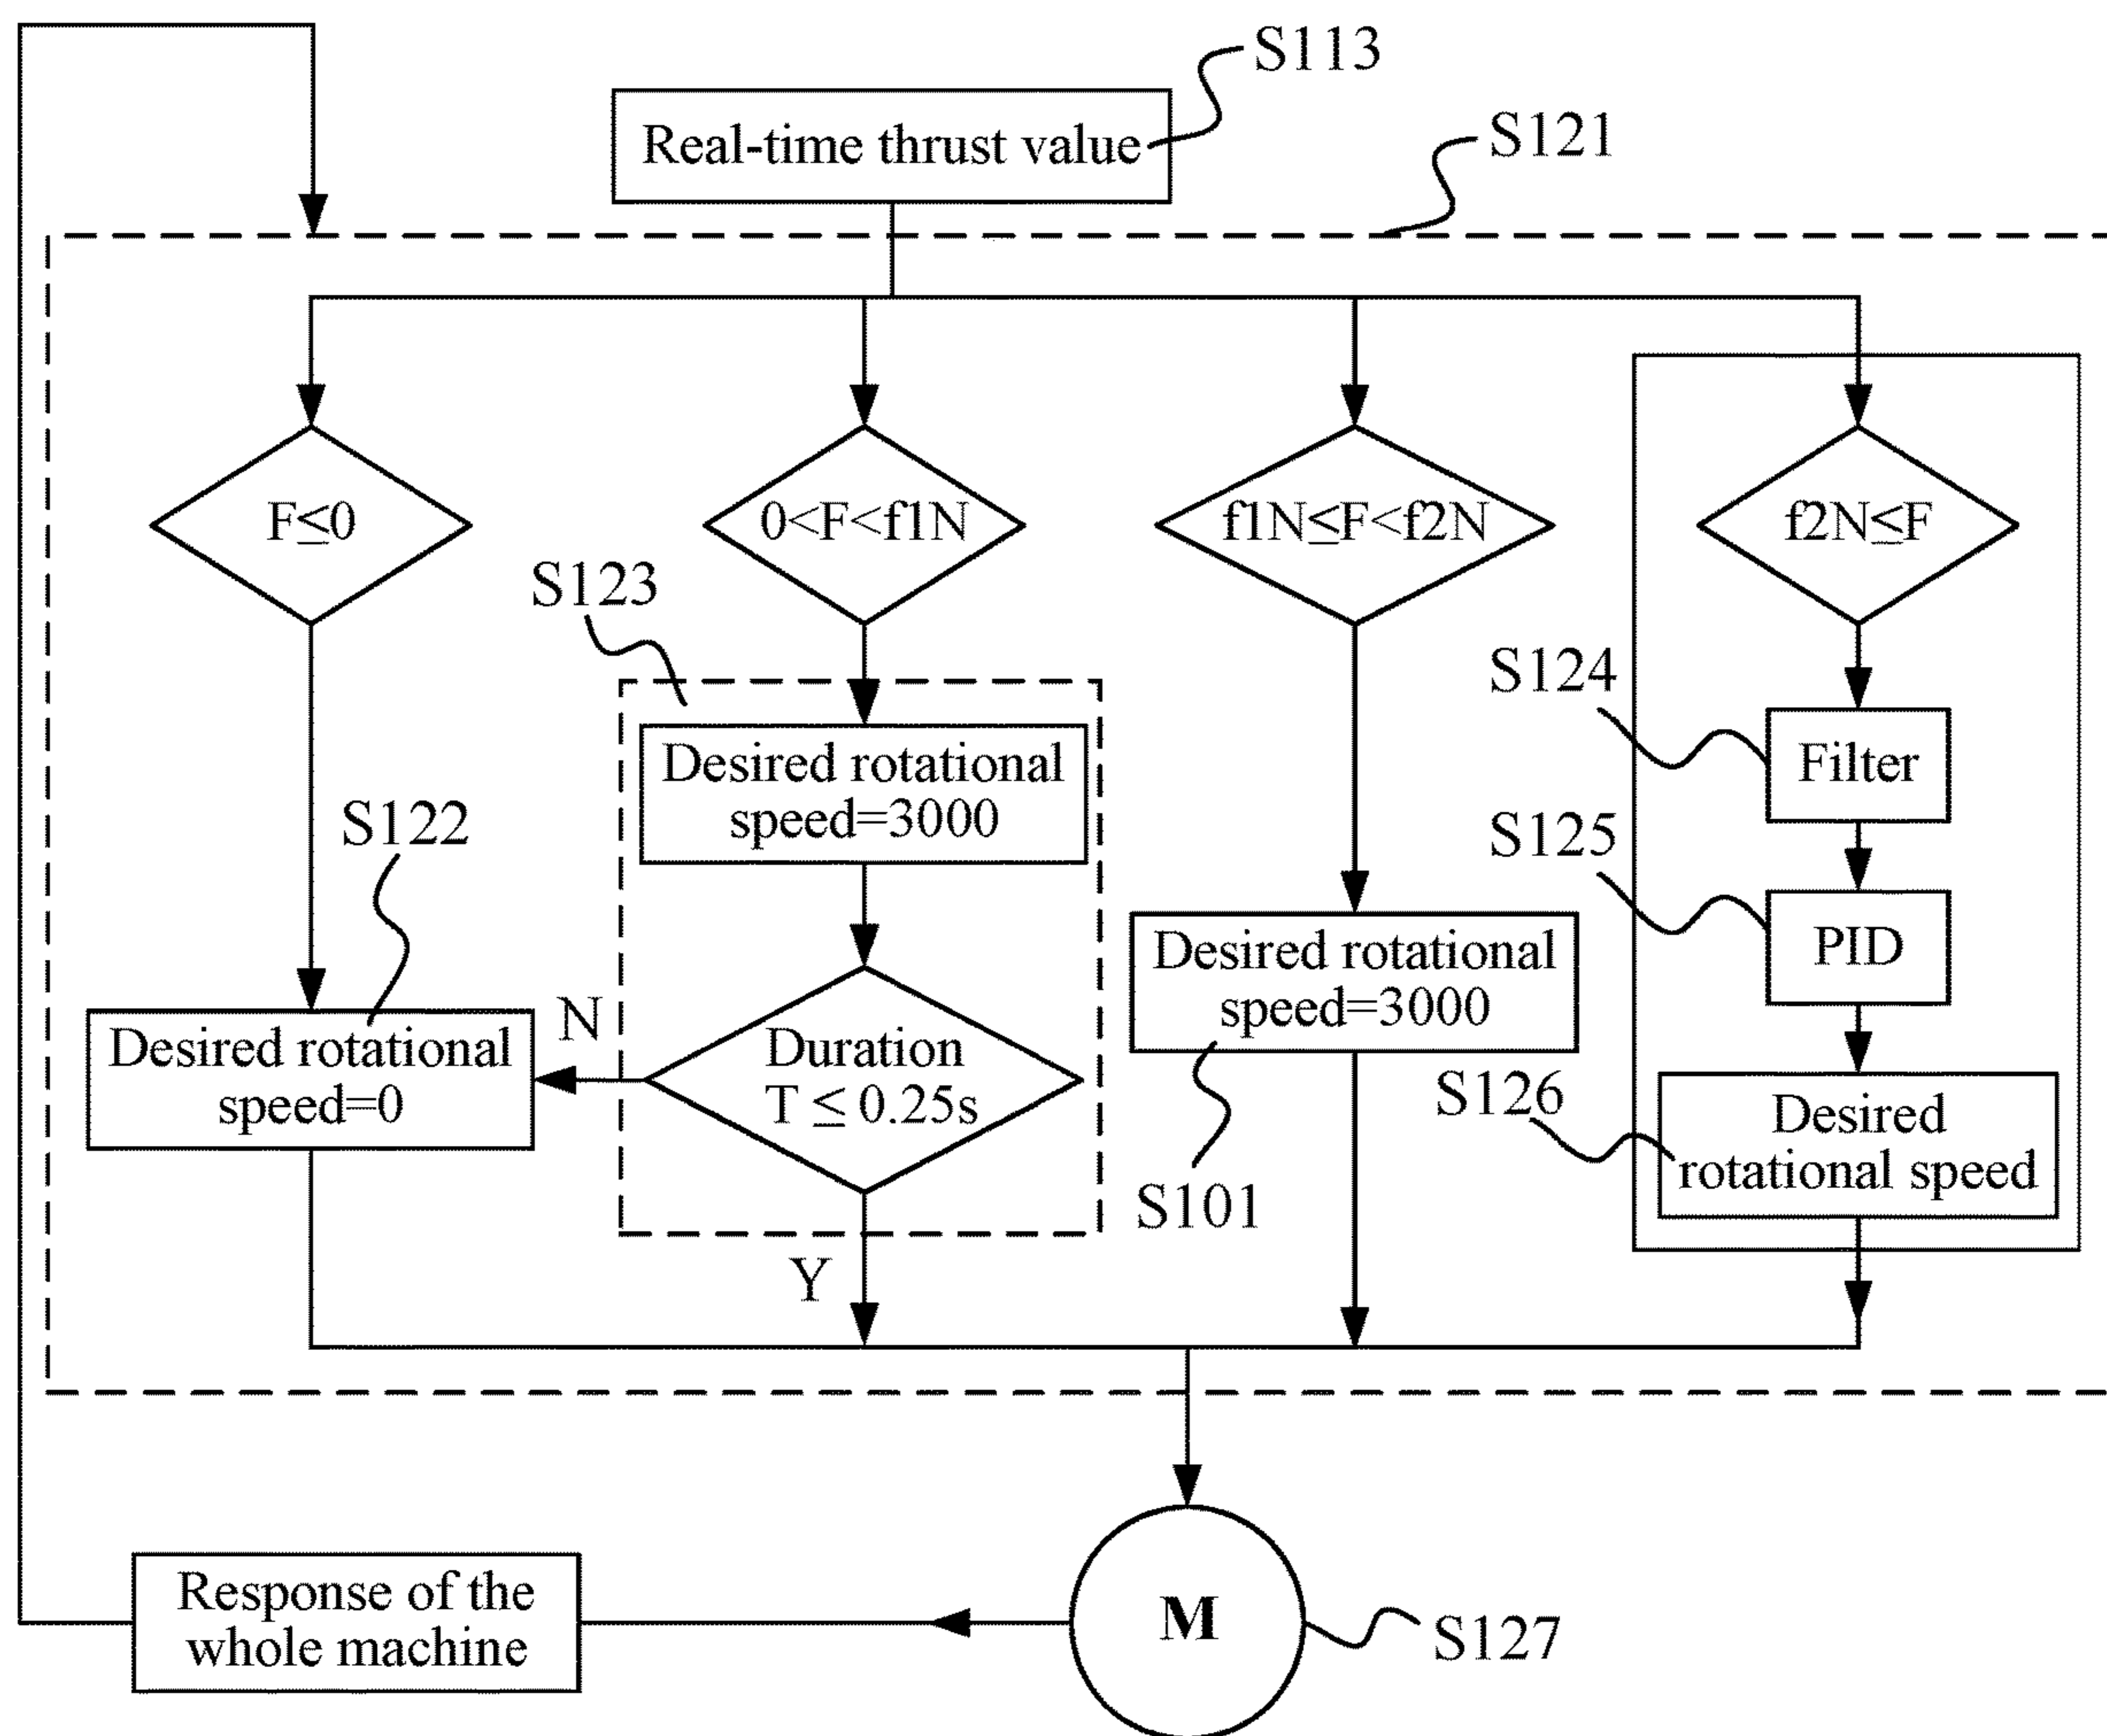 S113
Real-time thrust value
S121
F≤0
0<F<f1N
f1N≤F<f2N
f2N≤F
S123
S124
Filter
Desired rotational
speed=3000
S122
S125
PID
Desired rotational
speed=3000
Desired rotational
speed=0
N
Duration
T ≤ 0.25s
S101
S126
Desired
rotational speed
Y
M
Response of the
whole machine
S127